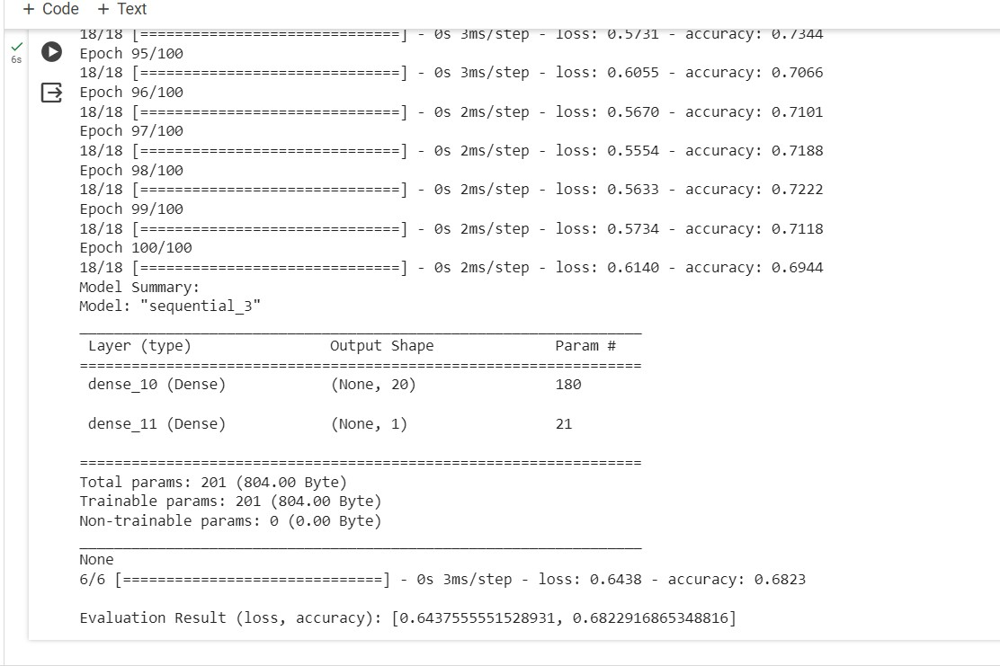 + Code + Text
18/18 [==============================] - 0s 3ms/step - loss: 0.5731 - accuracy: 0.7344
6s
Epoch 95/100
18/18 [==============================] - 0s 3ms/step - loss: 0.6055 - accuracy: 0.7066
Epoch 96/100
18/18 [==============================] - 0s 2ms/step - loss: 0.5670 - accuracy: 0.7101
Epoch 97/100
18/18 [==============================] - 0s 2ms/step - loss: 0.5554 - accuracy: 0.7188
Epoch 98/100
18/18 [==============================] - 0s 2ms/step - loss: 0.5633 - accuracy: 0.7222
Epoch 99/100
18/18 [==============================] - 0s 2ms/step - loss: 0.5734 - accuracy: 0.7118
Epoch 100/100
18/18 [==============================] - 0s 2ms/step - loss: 0.6140 - accuracy: 0.6944
Model Summary:
Model: "sequential_3"
_________________________________________________________________
Layer (type) Output Shape Param #
=================================================================
dense_10 (Dense) (None, 20) 180
dense_11 (Dense) (None, 1) 21
=================================================================
Total params: 201 (804.00 Byte)
Trainable params: 201 (804.00 Byte)
Non-trainable params: 0 (0.00 Byte)
_________________________________________________________________
None
6/6 [==============================] - 0s 3ms/step - loss: 0.6438 - accuracy: 0.6823
Evaluation Result (loss, accuracy): [0.6437555551528931, 0.6822916865348816]